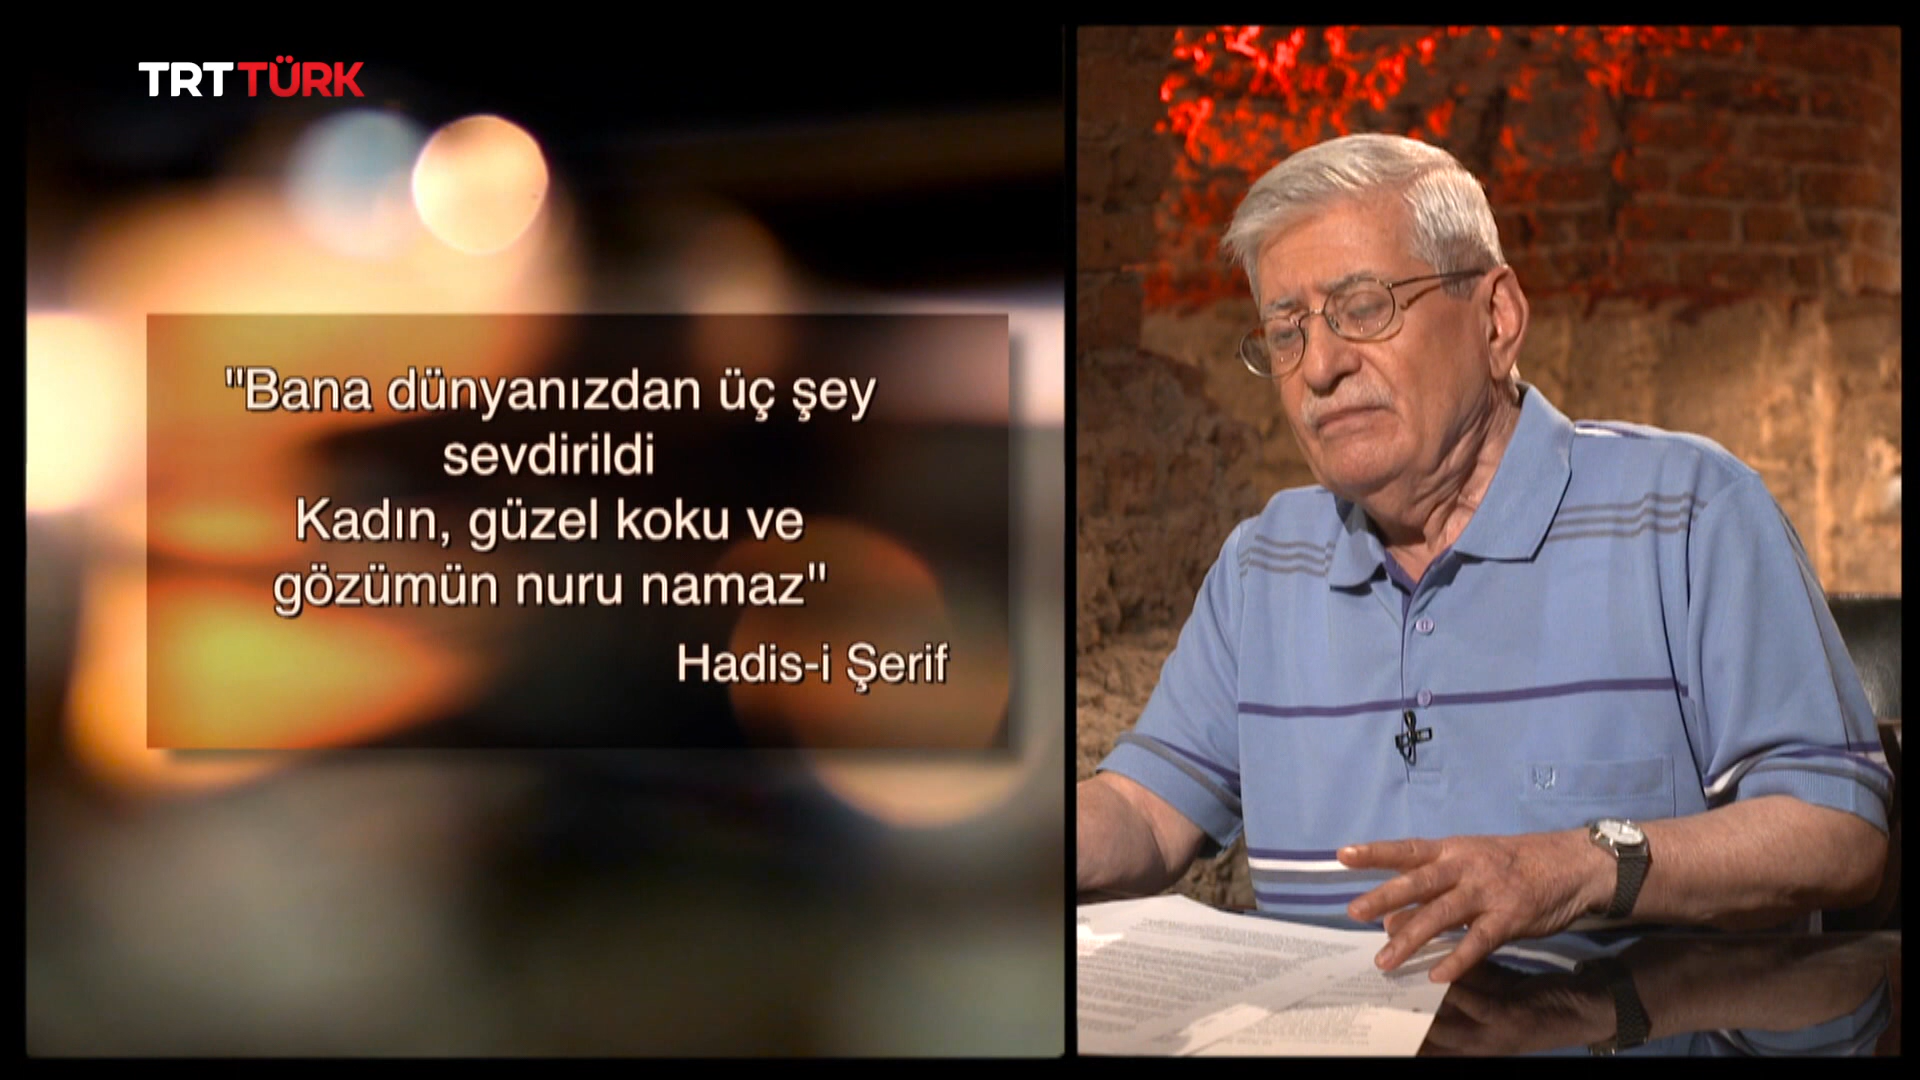 TRT TÜRK
"Bana dünyanızdan üç şey
sevdirildi
Kadın, güzel koku ve
gözümün nuru namaz"
Hadis-i Şerif